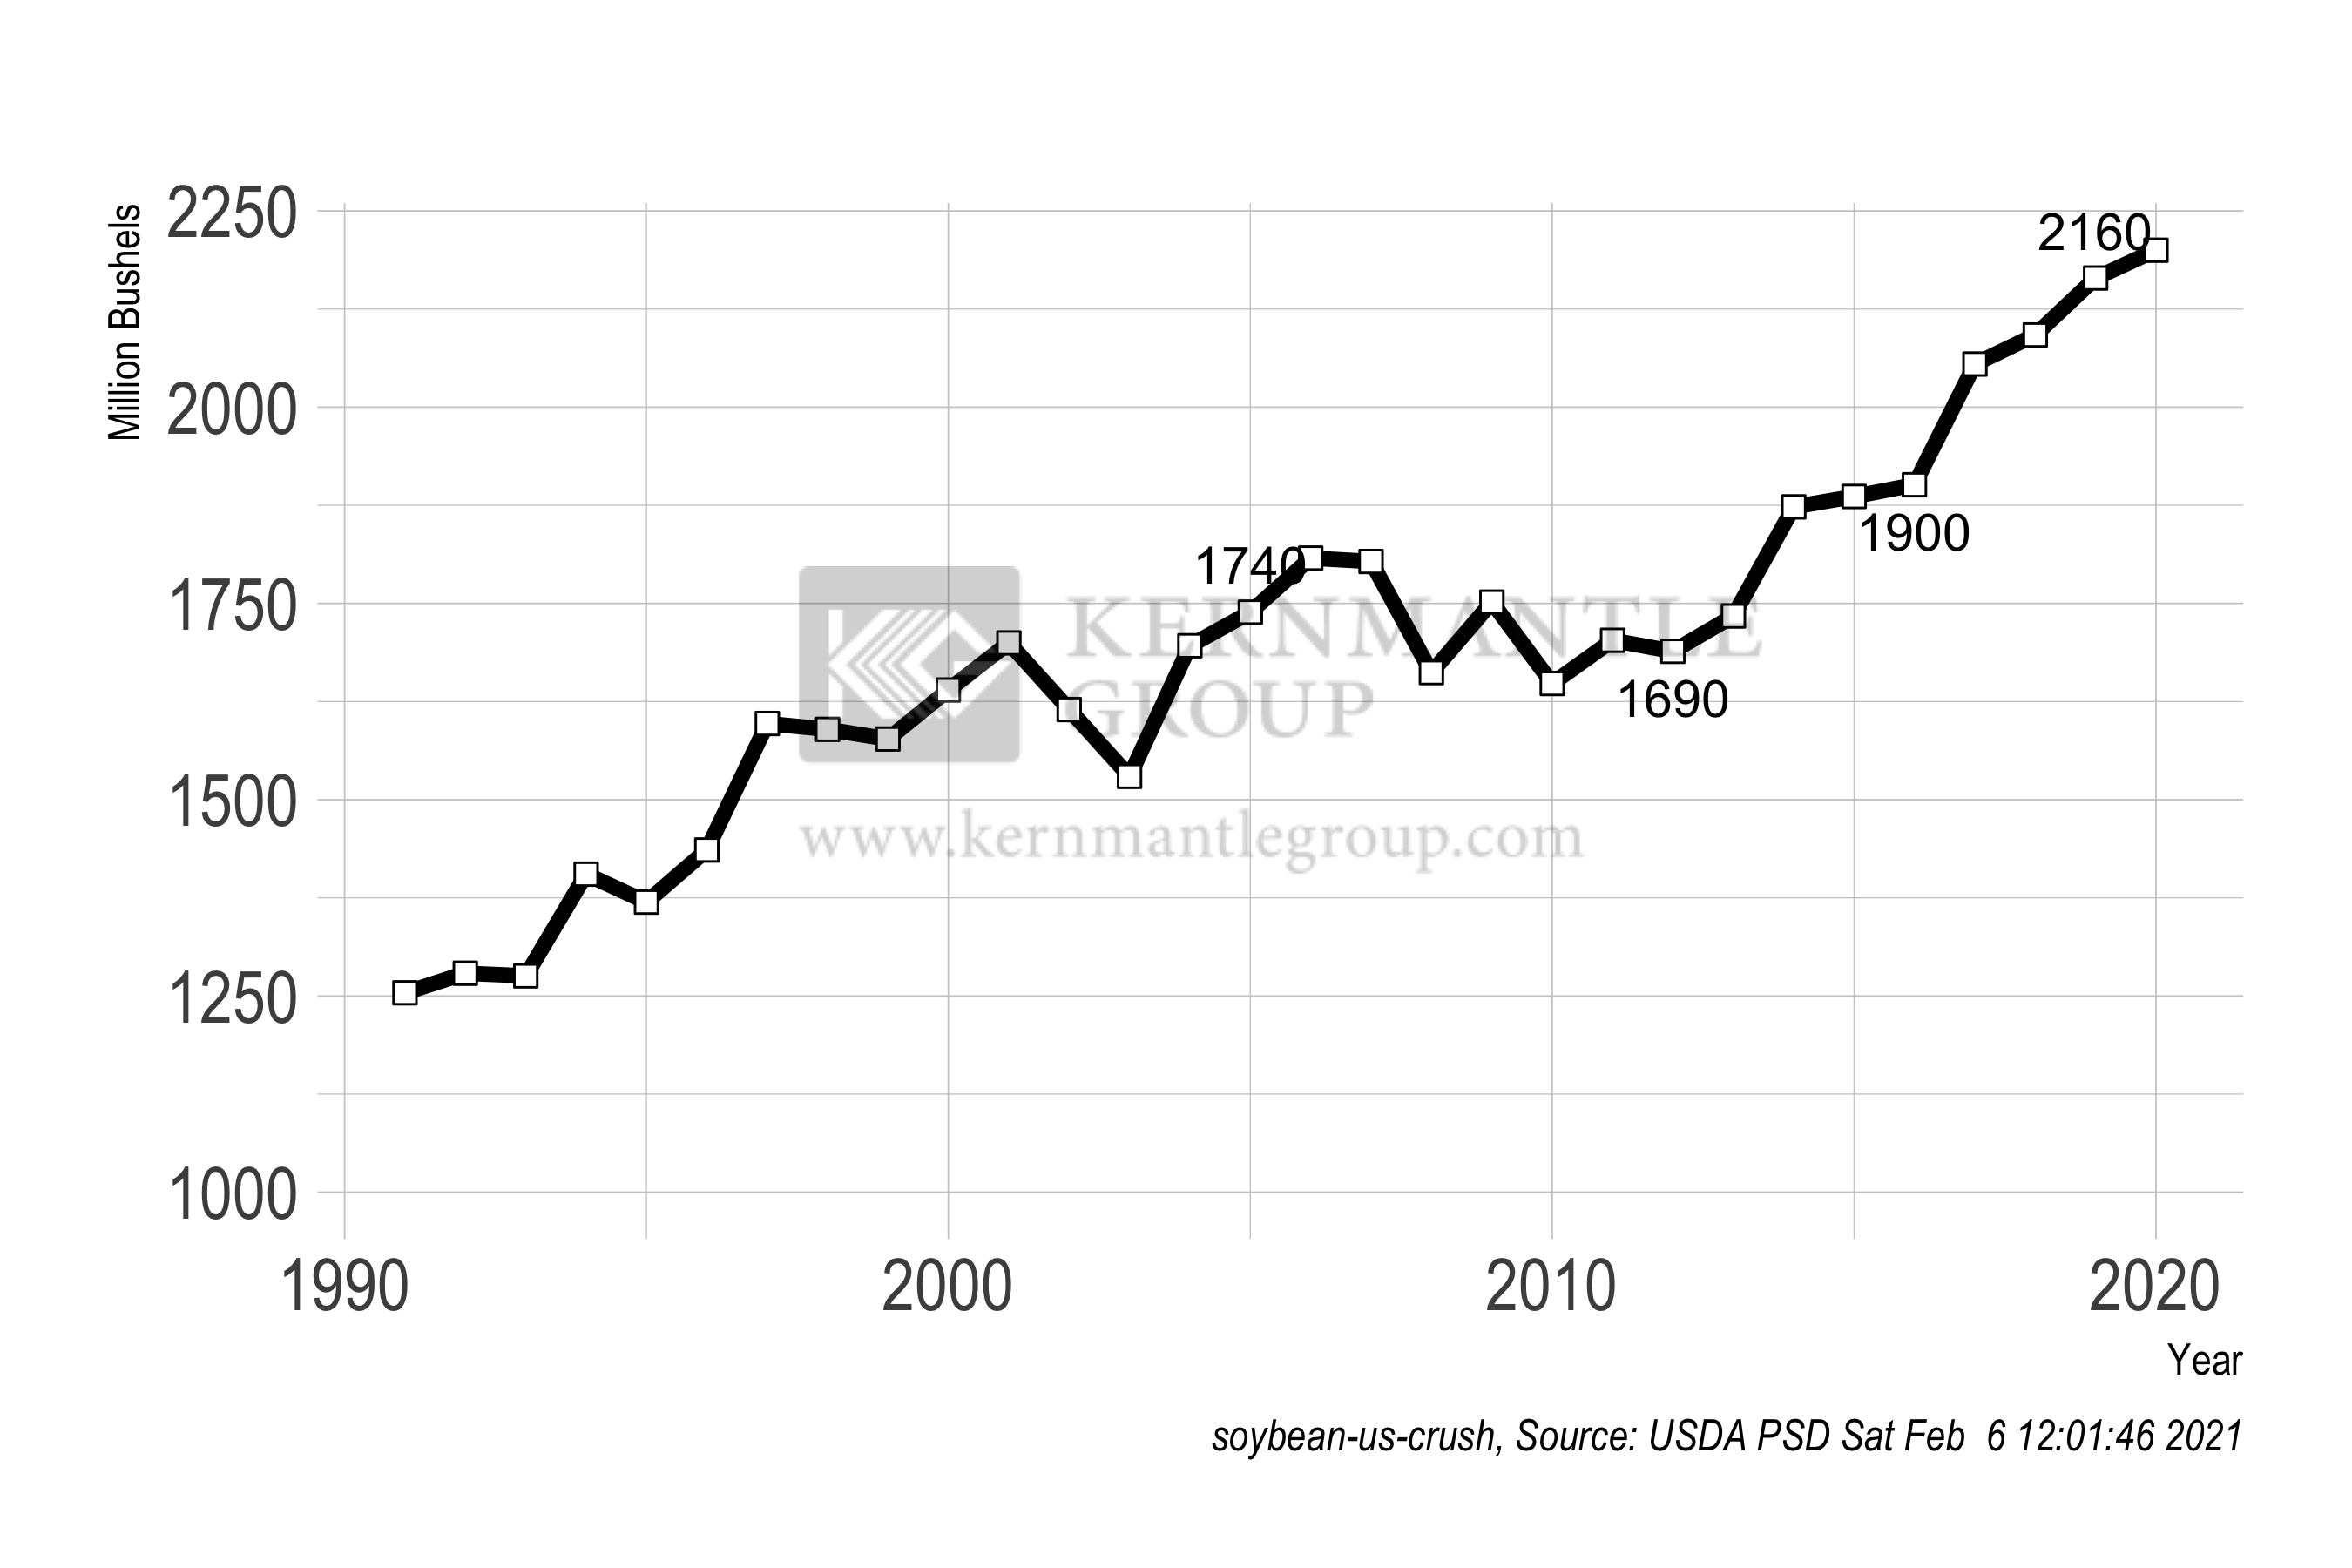 Million Bushels
2250
2000
1750
1500
1250
1000
2160
1740
1900
1690
KERNMANTLE
GROUP
www.kernmantlegroup.com
1990 2000 2010 2020
Year
soybean-us-crush, Source: USDA PSD Sat Feb 6 12:01:46 2021